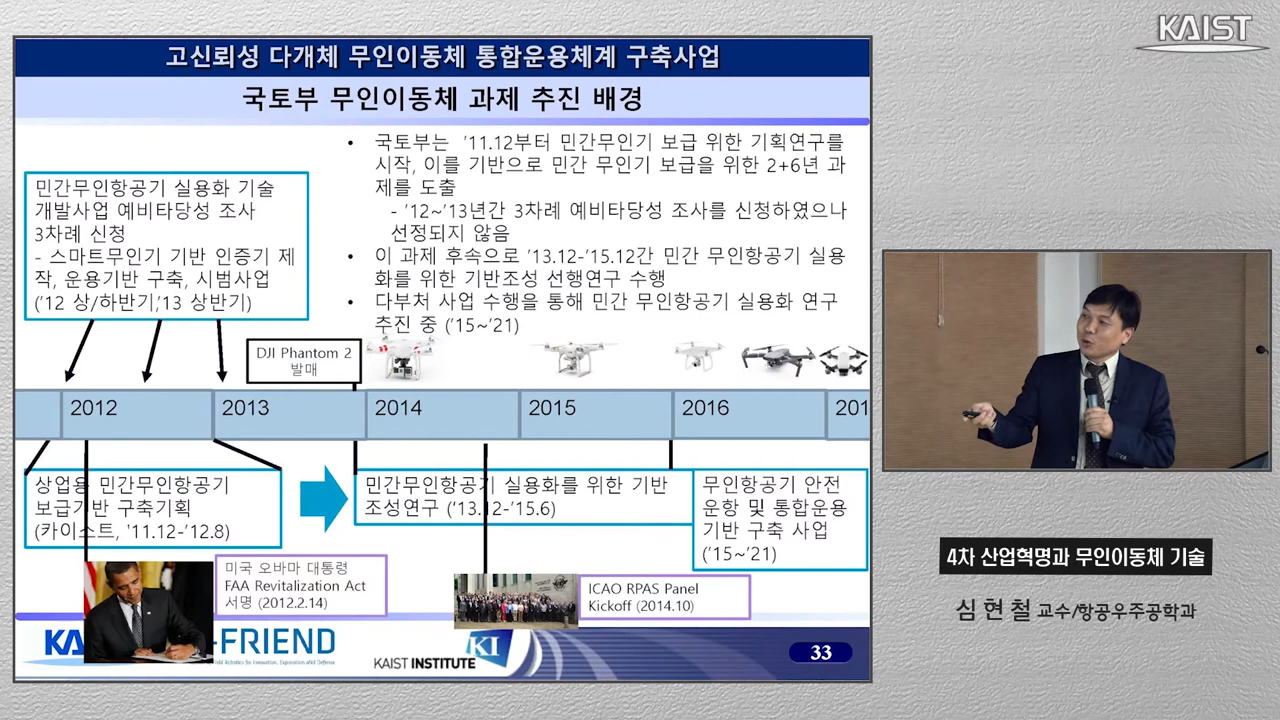 KAIST
고신뢰성 다개체 무인이동체 통합운용체계 구축사업
국토부 무인이동체 과제 추진 배경
• 국토부는 '11.12부터 민간무인기 보급 위한 기획연구를
시작, 이를 기반으로 민간 무인기 보급을 위한 2+6년 과
제를 도출
- '12~'13년간 3차례 예비타당성 조사를 신청하였으나
선정되지 않음
• 이 과제 후속으로 '13.12-'15.12간 민간 무인항공기 실용
화를 위한 기반조성 선행연구 수행
• 다부처 사업 수행을 통해 민간 무인항공기 실용화 연구
추진 중 ('15~'21)
민간무인항공기 실용화 기술
개발사업 예비타당성 조사
3차례 신청
- 스마트무인기 기반 인증기 제
작, 운용기반 구축, 시범사업
('12 상/하반기,'13 상반기)
DJI Phantom 2
발매
2012
2013
2014
2015
2016
201
상업용 민간무인항공기
보급기반 구축기획
(카이스트, '11.12-'12.8)
민간무인항공기 실용화를 위한 기반
조성연구 ('13.12-'15.6)
무인항공기 안전
운항 및 통합운용
기반 구축 사업
('15~'21)
미국 오바마 대통령
FAA Revitalization Act
서명 (2012.2.14)
ICAO RPAS Panel
Kickoff (2014.10)
KA
-FRIEND
KAIST INSTITUTE
KI
33
4차 산업혁명과 무인이동체 기술
심현철 교수/항공우주공학과